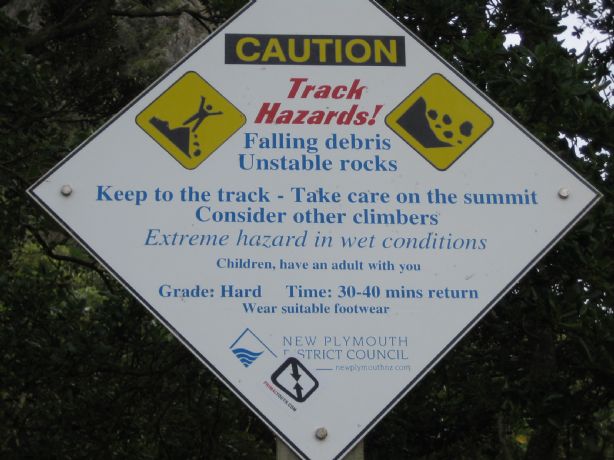 CAUTION
Track
Hazards!
Falling debris
Unstable rocks
Keep to the track - Take care on the summit
Consider other climbers
Extreme hazard in wet conditions
Children, have an adult with you
Grade: Hard Time: 30-40 mins return
Wear suitable footwear
NEW PLYMOUTH
DISTRICT COUNCIL
newplymouthnz.com